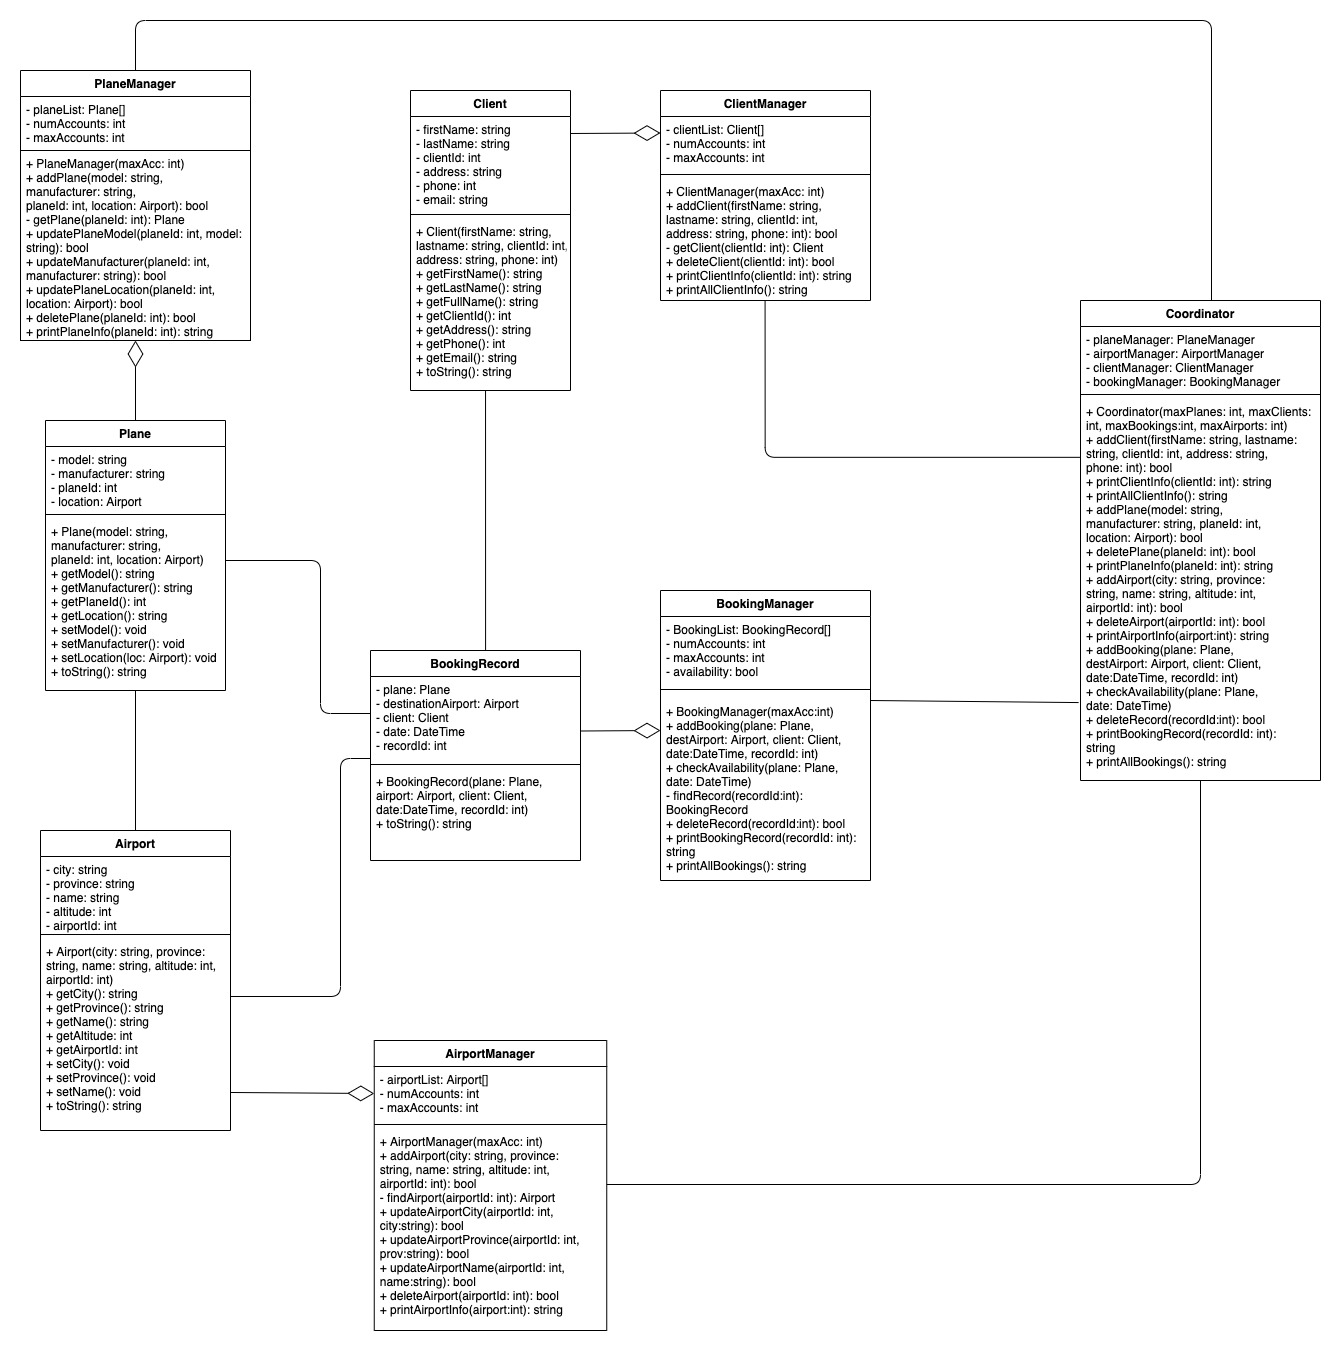 PlaneManager
- planeList: Plane[]
- numAccounts: int
- maxAccounts: int
+ PlaneManager(maxAcc: int)
+ addPlane(model: string,
manufacturer: string,
planeId: int, location: Airport): bool
- getPlane(planeId: int): Plane
+ updatePlaneModel(planeId: int, model:
string): bool
+ updateManufacturer(planeId: int,
manufacturer: string): bool
+ updatePlaneLocation(planeId: int,
location: Airport): bool
+ deletePlane(planeId: int): bool
+ printPlaneInfo(planeId: int): string
Client
- firstName: string
- lastName: string
- clientId: int
- address: string
- phone: int
- email: string
+ Client(firstName: string,
lastname: string, clientId: int,
address: string, phone: int)
+ getFirstName(): string
+ getLastName(): string
+ getFullName(): string
+ getClientId(): int
+ getAddress(): string
+ getPhone(): int
+ getEmail(): string
+ toString(): string
ClientManager
- clientList: Client[]
- numAccounts: int
- maxAccounts: int
+ ClientManager(maxAcc: int)
+ addClient(firstName: string,
lastname: string, clientId: int,
address: string, phone: int): bool
- getClient(clientId: int): Client
+ deleteClient(clientId: int): bool
+ printClientInfo(clientId: int): string
+ printAllClientInfo(): string
Coordinator
- planeManager: PlaneManager
- airportManager: AirportManager
- clientManager: ClientManager
- bookingManager: BookingManager
+ Coordinator(maxPlanes: int, maxClients:
int, maxBookings:int, maxAirports: int)
+ addClient(firstName: string, lastname:
string, clientId: int, address: string,
phone: int): bool
+ printClientInfo(clientId: int): string
+ printAllClientInfo(): string
+ addPlane(model: string,
manufacturer: string, planeId: int,
location: Airport): bool
+ deletePlane(planeId: int): bool
+ printPlaneInfo(planeId: int): string
+ addAirport(city: string, province:
string, name: string, altitude: int,
airportId: int): bool
+ deleteAirport(airportId: int): bool
+ printAirportInfo(airport:int): string
+ addBooking(plane: Plane,
destAirport: Airport, client: Client,
date:DateTime, recordId: int)
+ checkAvailability(plane: Plane,
date: DateTime)
+ deleteRecord(recordId:int): bool
+ printBookingRecord(recordId: int):
string
+ printAllBookings(): string
Plane
- model: string
- manufacturer: string
- planeId: int
- location: Airport
+ Plane(model: string,
manufacturer: string,
planeId: int, location: Airport)
+ getModel(): string
+ getManufacturer(): string
+ getPlaneId(): int
+ getLocation(): string
+ setModel(): void
+ setManufacturer(): void
+ setLocation(loc: Airport): void
+ toString(): string
BookingRecord
- plane: Plane
- destinationAirport: Airport
- client: Client
- date: DateTime
- recordId: int
+ BookingRecord(plane: Plane,
airport: Airport, client: Client,
date:DateTime, recordId: int)
+ toString(): string
BookingManager
- BookingList: BookingRecord[]
- numAccounts: int
- maxAccounts: int
- availability: bool
+ BookingManager(maxAcc:int)
+ addBooking(plane: Plane,
destAirport: Airport, client: Client,
date:DateTime, recordId: int)
+ checkAvailability(plane: Plane,
date: DateTime)
- findRecord(recordId:int):
BookingRecord
+ deleteRecord(recordId:int): bool
+ printBookingRecord(recordId: int):
string
+ printAllBookings(): string
Airport
- city: string
- province: string
- name: string
- altitude: int
- airportId: int
+ Airport(city: string, province:
string, name: string, altitude: int,
airportId: int)
+ getCity(): string
+ getProvince(): string
+ getName(): string
+ getAltitude: int
+ getAirportId: int
+ setCity(): void
+ setProvince(): void
+ setName(): void
+ toString(): string
AirportManager
- airportList: Airport[]
- numAccounts: int
- maxAccounts: int
+ AirportManager(maxAcc: int)
+ addAirport(city: string, province:
string, name: string, altitude: int,
airportId: int): bool
- findAirport(airportId: int): Airport
+ updateAirportCity(airportId: int,
city:string): bool
+ updateAirportProvince(airportId: int,
prov:string): bool
+ updateAirportName(airportId: int,
name:string): bool
+ deleteAirport(airportId: int): bool
+ printAirportInfo(airport:int): string